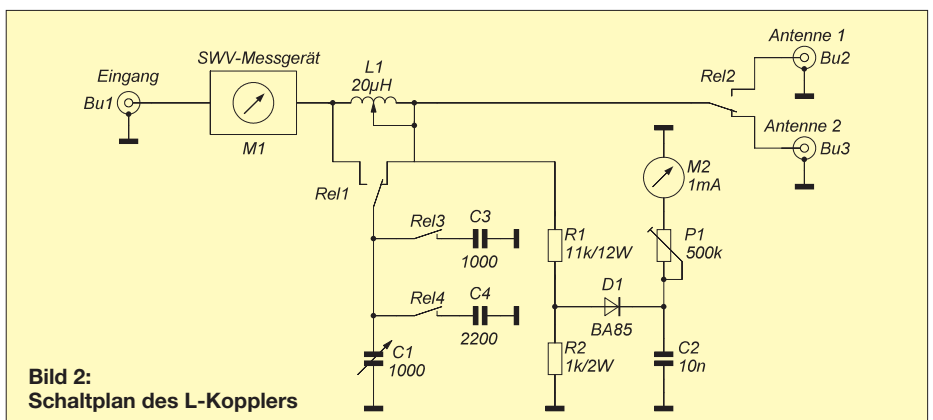 Antenne 1
Bu2
SWV-Messgerät
L1
20µH
Rel2
Eingang
Bu1
M1
Antenne 2
Bu3
M2
1mA
Rel1
Rel3
C3
1000
R1
11k/12W
P1
500k
D1
BA85
Rel4
C4
2200
C1
1000
R2
1k/2W
C2
10n
Bild 2:
Schaltplan des L-Kopplers